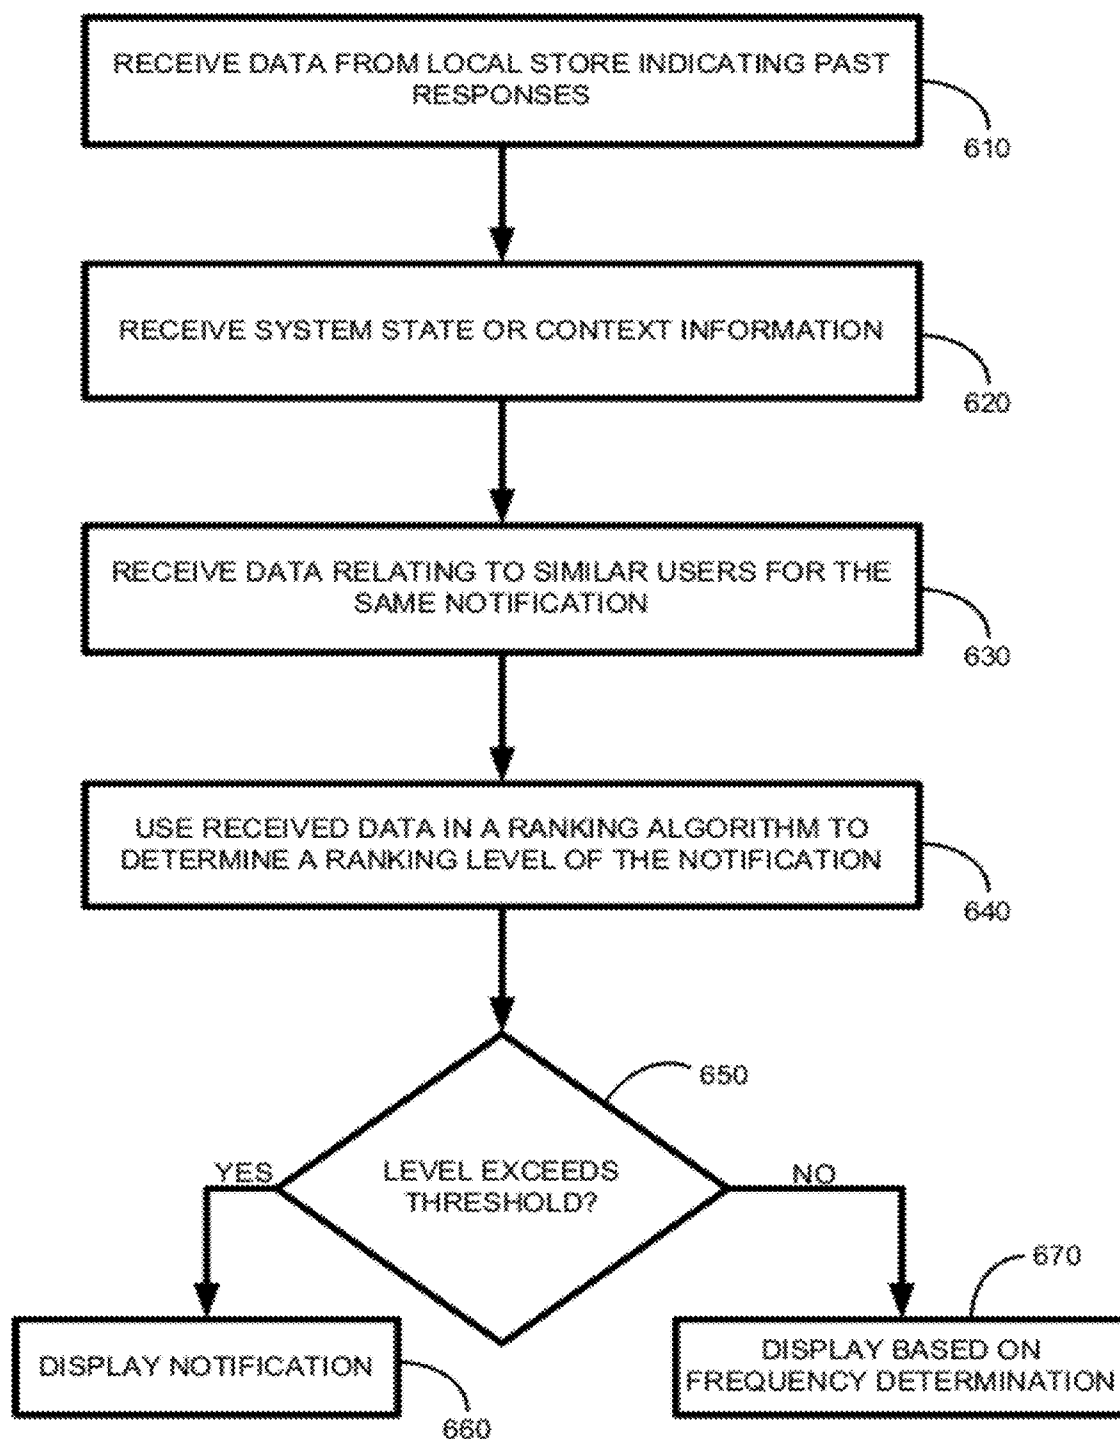 RECEIVE DATA FROM LOCAL STORE INDICATING PAST
RESPONSES
610
RECEIVE SYSTEM STATE OR CONTEXT INFORMATION
620
RECEIVE DATA RELATING TO SIMILAR USERS FOR THE
SAME NOTIFICATION
630
USE RECEIVED DATA IN A RANKING ALGORITHM TO
DETERMINE A RANKING LEVEL OF THE NOTIFICATION
640
650
LEVEL EXCEEDS
THRESHOLD?
YES
NO
670
DISPLAY NOTIFICATION
660
DISPLAY BASED ON
FREQUENCY DETERMINATION